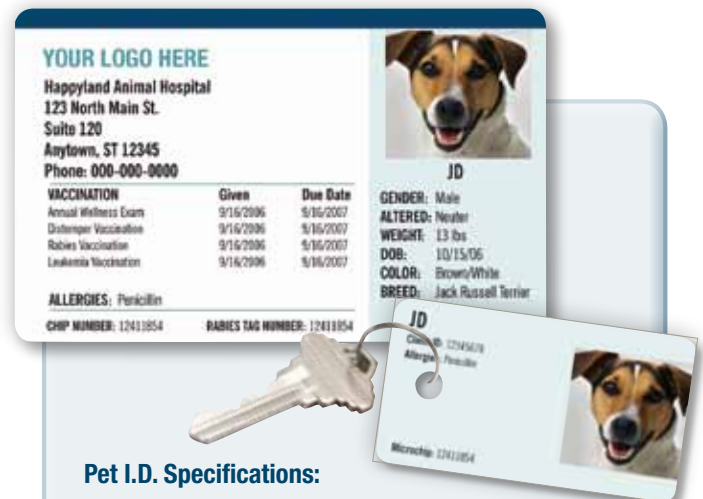 YOUR LOGO HERE
Happyland Animal Hospital
123 North Main St.
Suite 120
Anytown, ST 12345
Phone: 000-000-0000
VACCINATION Given Due Date
Annual Wellness Exam 9/16/2006 9/16/2007
Distemper Vaccination 9/16/2006 9/16/2007
Rabies Vaccination 9/16/2006 9/16/2007
Leukemia Vaccination 9/16/2006 9/16/2007
ALLERGIES: Penicillin
CHIP NUMBER: 12411854 RABIES TAG NUMBER: 12411854
JD
GENDER: Male
ALTERED: Neuter
WEIGHT: 13 lbs
DOB: 10/15/06
COLOR: Brown/White
BREED: Jack Russell Terrier
JD
ID: 12345678
Penicillin
Microchip: 12411854
Pet I.D. Specifications: